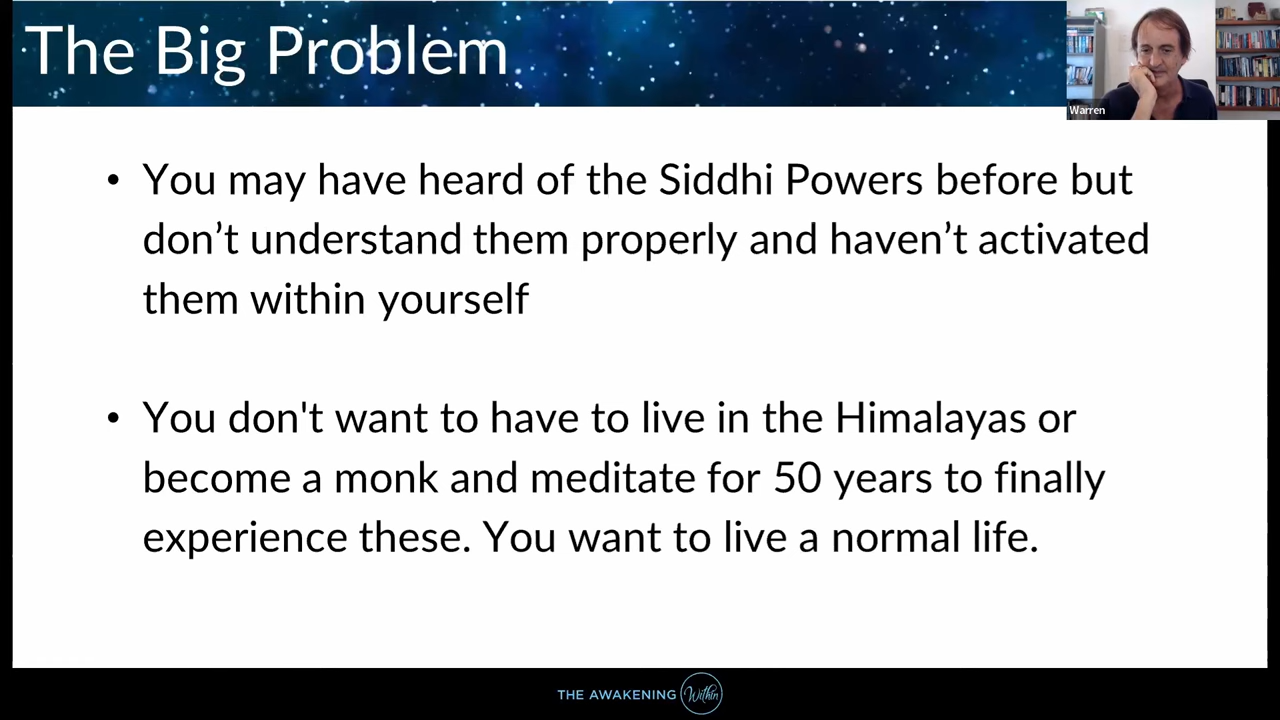 The Big Problem
Warren
• You may have heard of the Siddhi Powers before but
don’t understand them properly and haven’t activated
them within yourself
• You don't want to have to live in the Himalayas or
become a monk and meditate for 50 years to finally
experience these. You want to live a normal life.
THE AWAKENING Within